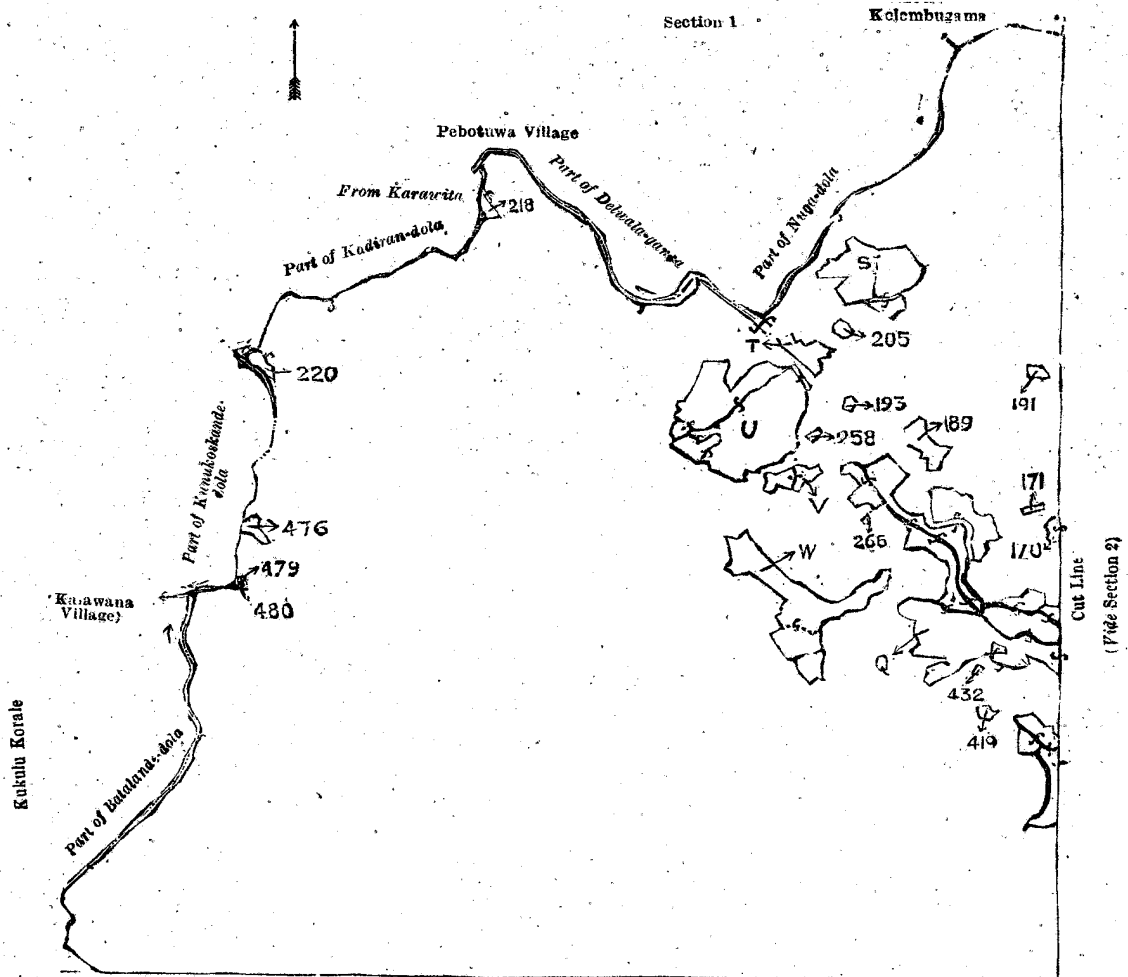 Section 1
Kelembugama
Pebotuwa Village
From Karawita
218
Part of Delwala-ganga
Part of Nuga-dola
Part of Kadiran-dola
S
205
T
220
191
193
U
258
189
Part of Kunukoskande-
dola
V
171
476
266
170
W
479
Kalawana
Village)
480
Cut Line
(Vide Section 2)
Q
432
419
Kukulu Korale
Part of Batalande-dola